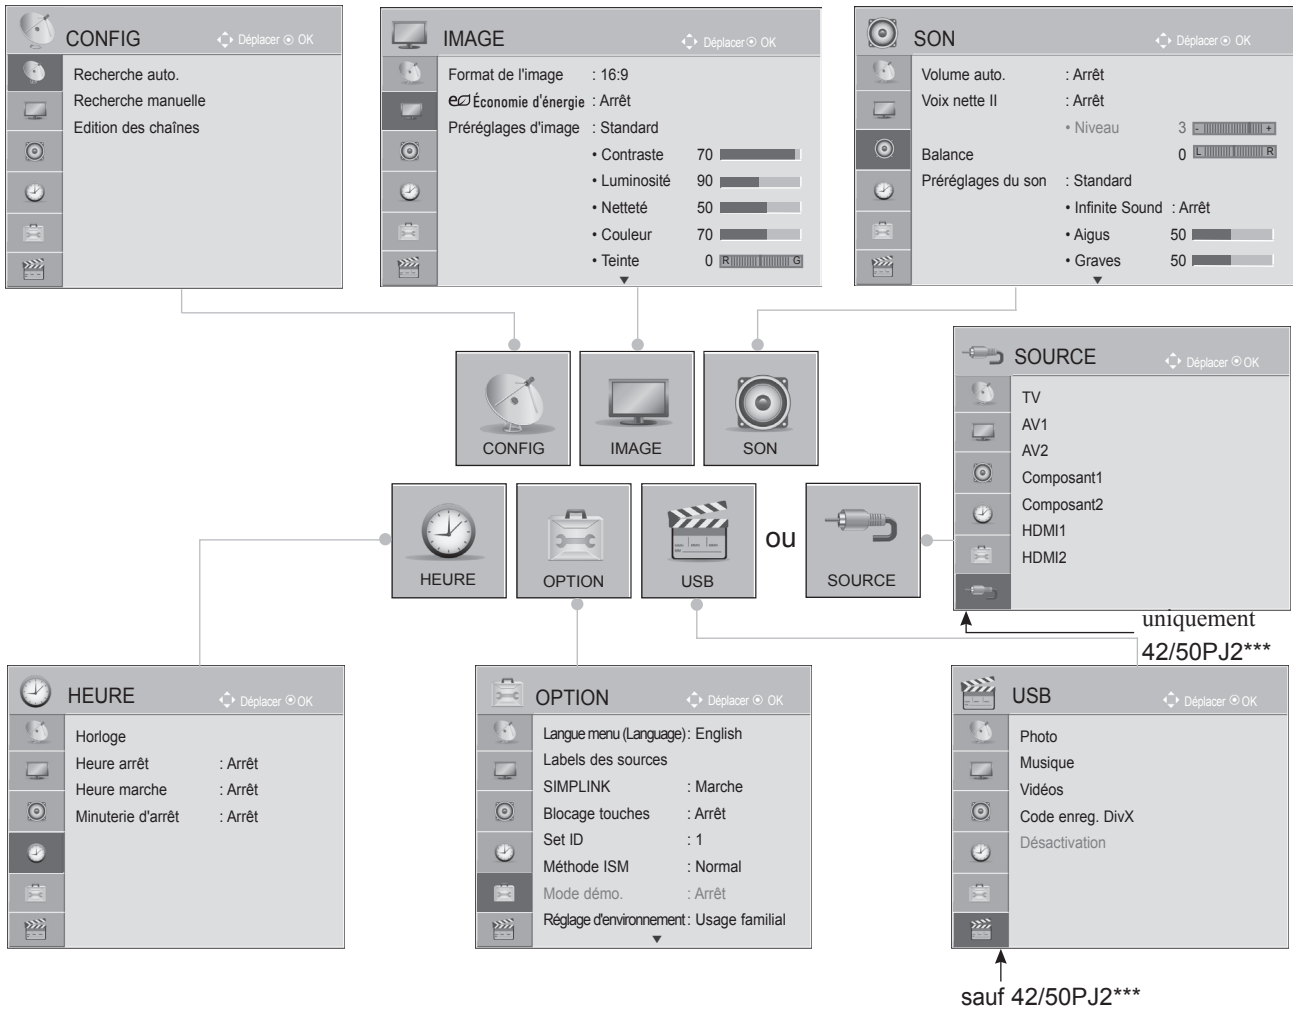 CONFIG
Déplacer OK
Recherche auto.
Recherche manuelle
Edition des chaînes
IMAGE
Déplacer OK
Format de l'image : 16:9
Économie d'énergie : Arrêt
Préréglages d'image : Standard
• Contraste 70
• Luminosité 90
• Netteté 50
• Couleur 70
• Teinte 0 R G
SON
Déplacer OK
Volume auto. : Arrêt
Voix nette II : Arrêt
• Niveau 3 - +
Balance 0 L R
Préréglages du son : Standard
• Infinite Sound : Arrêt
• Aigus 50
• Graves 50
CONFIG
IMAGE
SON
HEURE
OPTION
USB
ou
SOURCE
SOURCE
Déplacer OK
TV
AV1
AV2
Composant1
Composant2
HDMI1
HDMI2
uniquement
42/50PJ2***
HEURE
Déplacer OK
Horloge
Heure arrêt : Arrêt
Heure marche : Arrêt
Minuterie d'arrêt : Arrêt
OPTION
Déplacer OK
Langue menu (Language) : English
Labels des sources
SIMPLINK : Marche
Blocage touches : Arrêt
Set ID : 1
Méthode ISM : Normal
Mode démo. : Arrêt
Réglage d'environnement : Usage familial
USB
Déplacer OK
Photo
Musique
Vidéos
Code enreg. DivX
Désactivation
sauf 42/50PJ2***